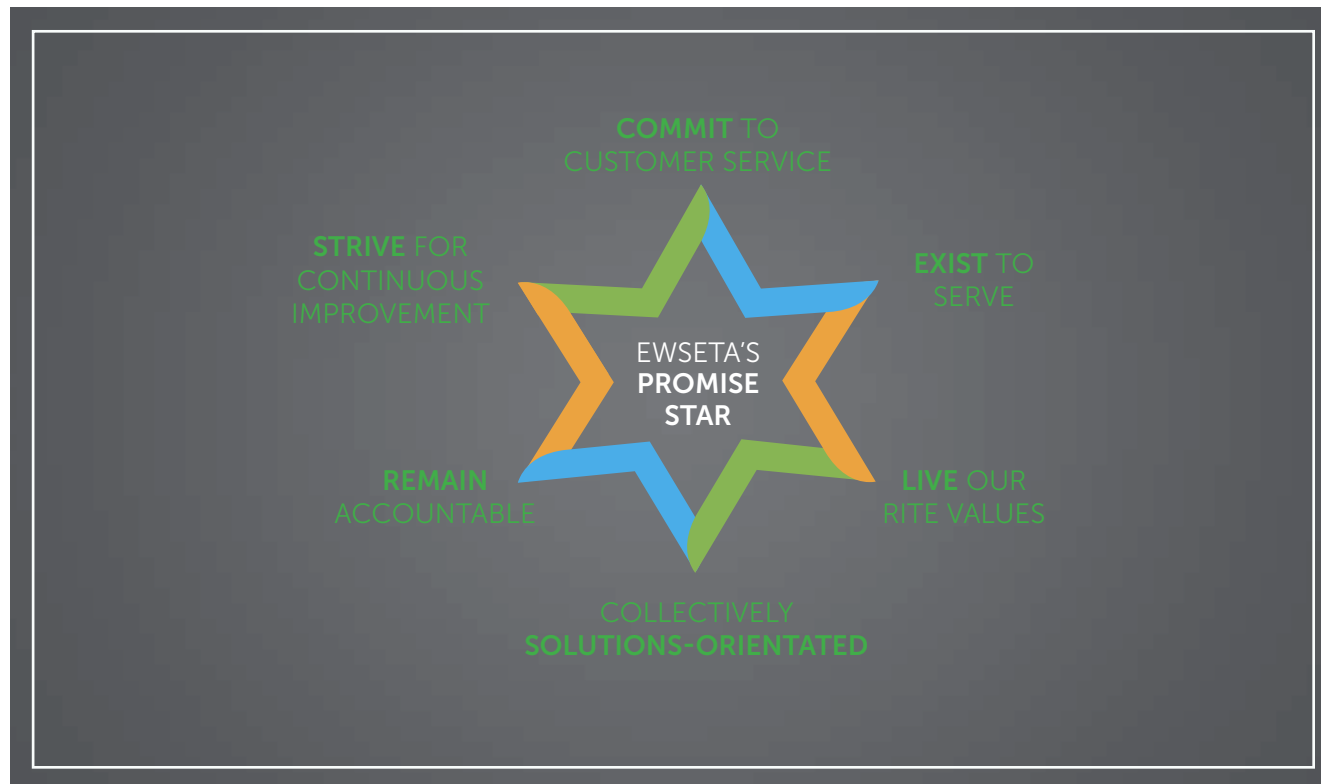 COMMIT TO
CUSTOMER SERVICE
STRIVE FOR
CONTINUOUS
IMPROVEMENT
EXIST TO
SERVE
EWSETA'S
PROMISE
STAR
REMAIN
ACCOUNTABLE
LIVE OUR
RITE VALUES
COLLECTIVELY
SOLUTIONS-ORIENTATED